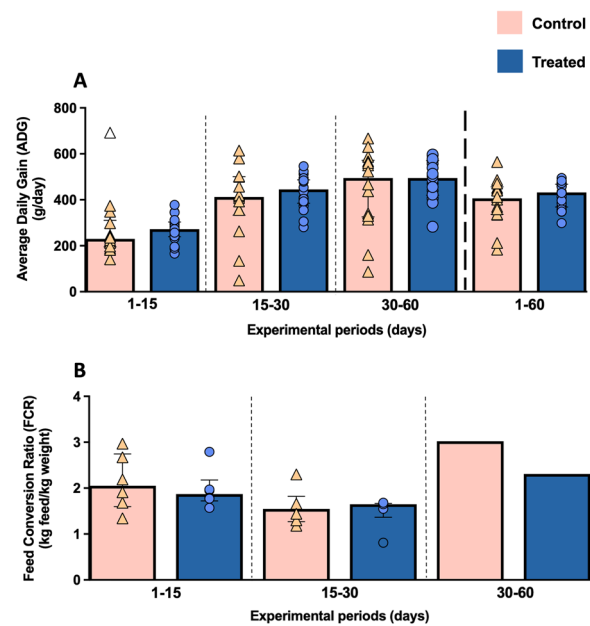 Control
Treated
A
Average Daily Gain (ADG)
(g/day)
800
600
400
200
0
1-15
15-30
30-60
1-60
Experimental periods (days)
B
Feed Conversion Ratio (FCR)
(kg feed/kg weight)
4
3
2
1
0
1-15
15-30
30-60
Experimental periods (days)